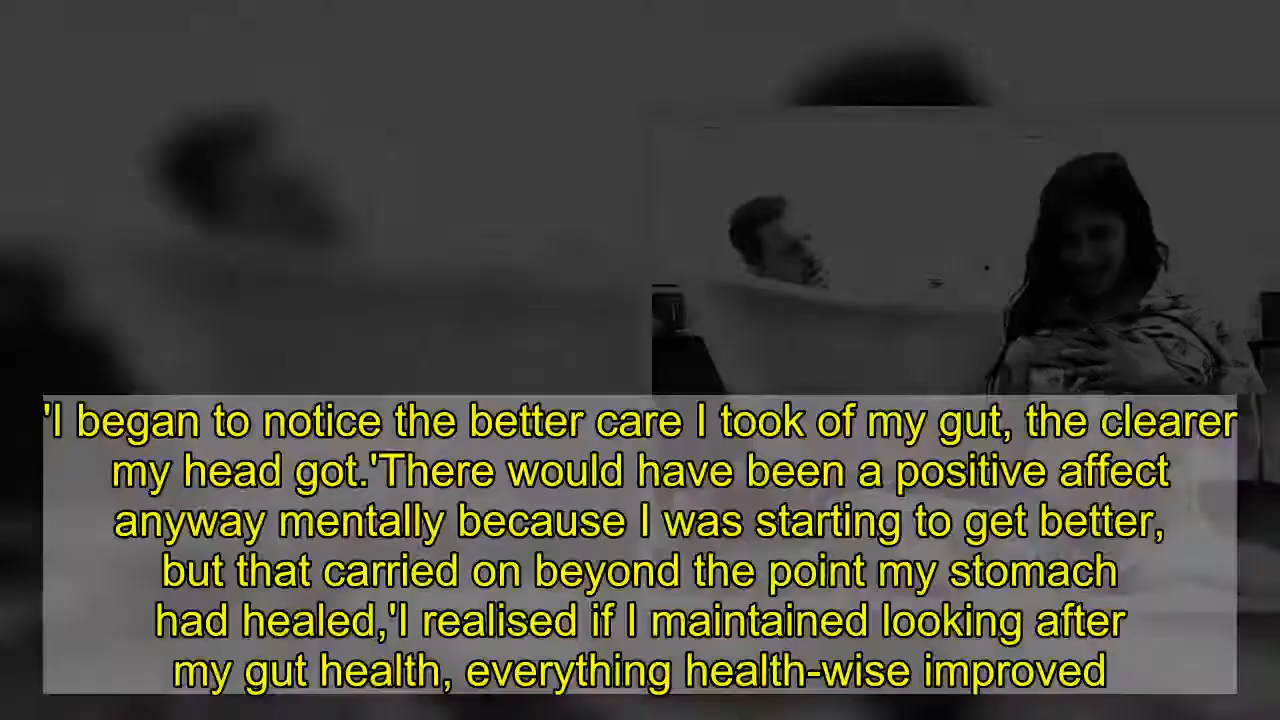 'I began to notice the better care I took of my gut, the clearer
my head got.'There would have been a positive affect
anyway mentally because I was starting to get better,
but that carried on beyond the point my stomach
had healed,'I realised if I maintained looking after
my gut health, everything health-wise improved